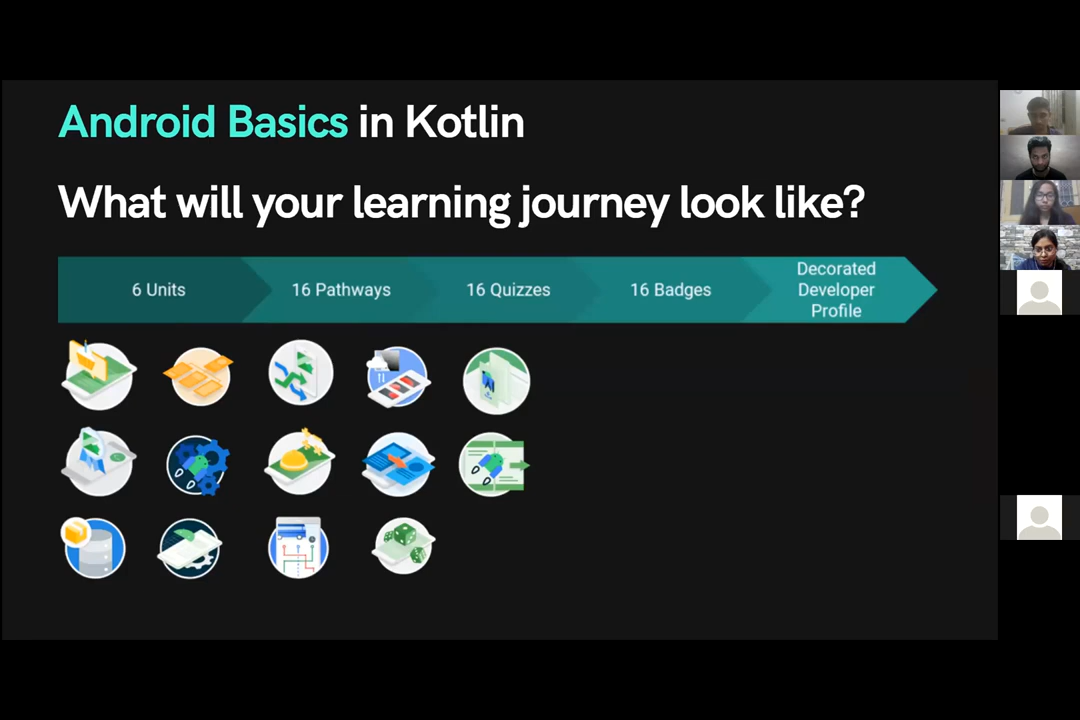 Android Basics in Kotlin
What will your learning journey look like?
6 Units
16 Pathways
16 Quizzes
16 Badges
Decorated
Developer
Profile